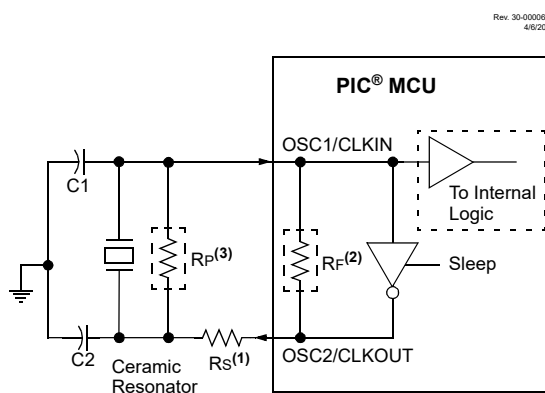 Rev. 30-00006
4/6/20
PIC® MCU
OSC1/CLKIN
C1
To Internal
Logic
RP(3)
RF(2)
Sleep
C2
Ceramic
Resonator
RS(1)
OSC2/CLKOUT